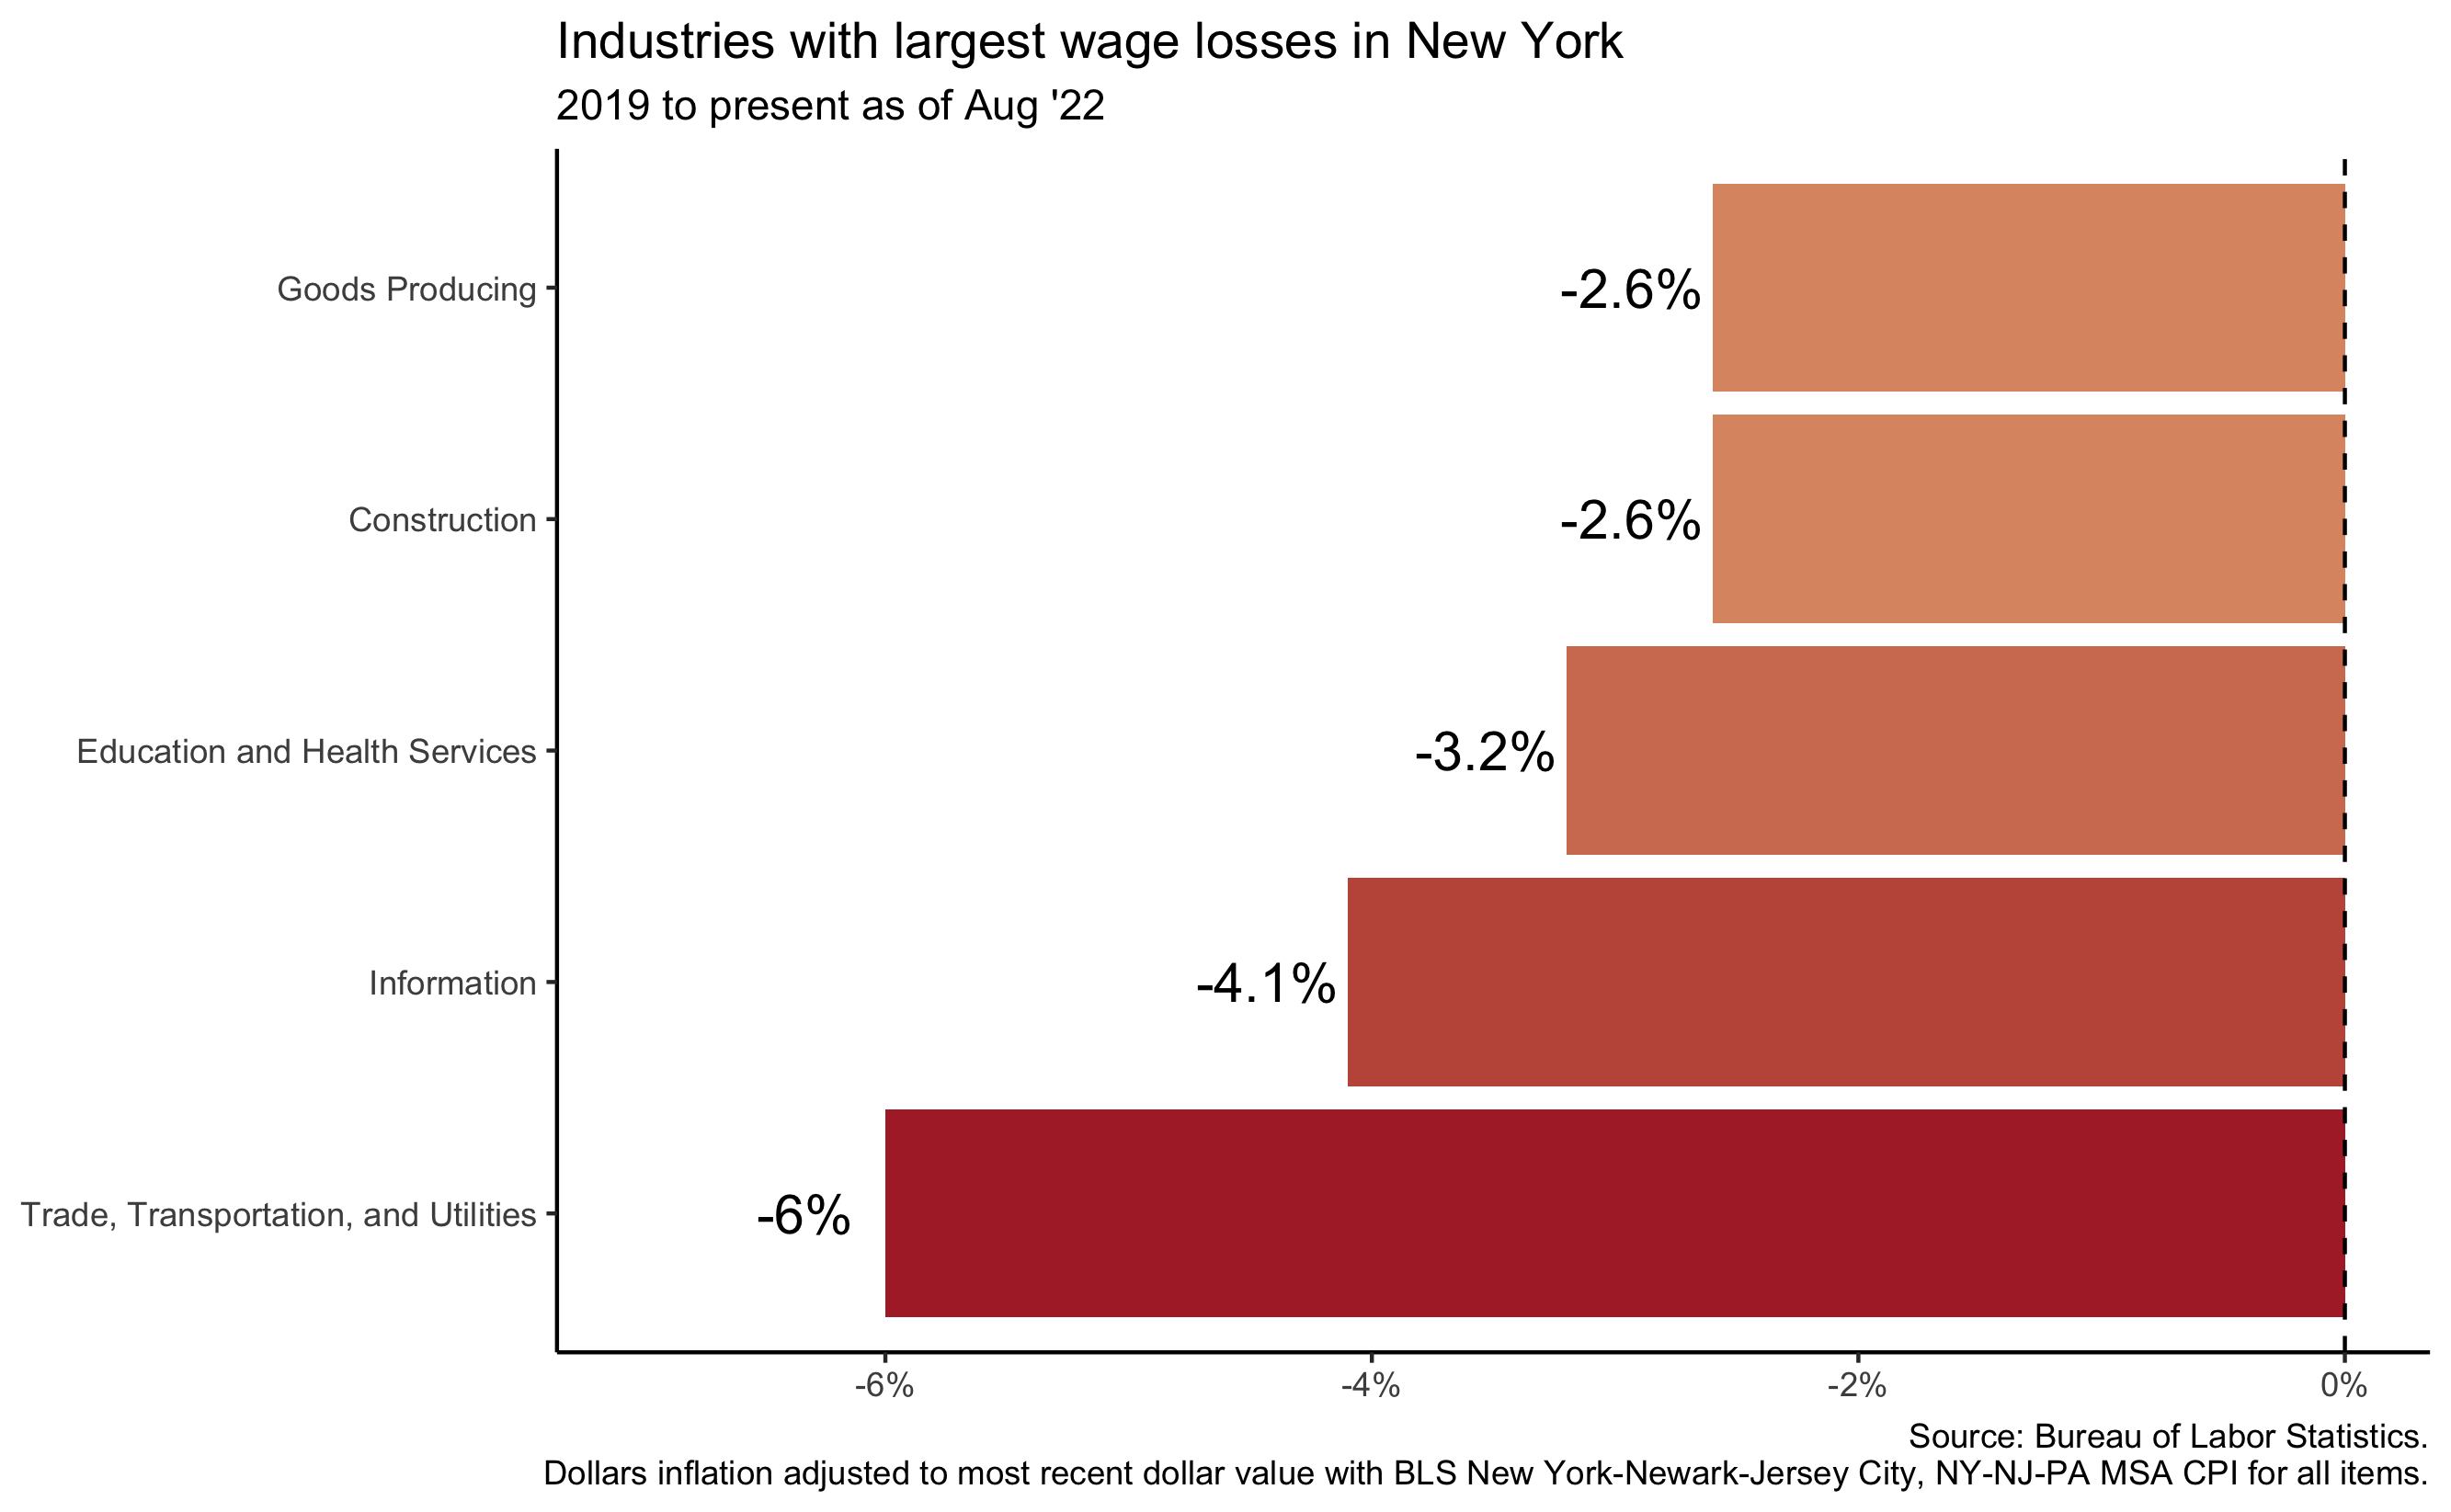 Industries with largest wage losses in New York
2019 to present as of Aug '22
Goods Producing
-2.6%
Construction
-2.6%
Education and Health Services
-3.2%
Information
-4.1%
Trade, Transportation, and Utilities
-6%
-6%
-4%
-2%
0%
Source: Bureau of Labor Statistics.
Dollars inflation adjusted to most recent dollar value with BLS New York-Newark-Jersey City, NY-NJ-PA MSA CPI for all items.